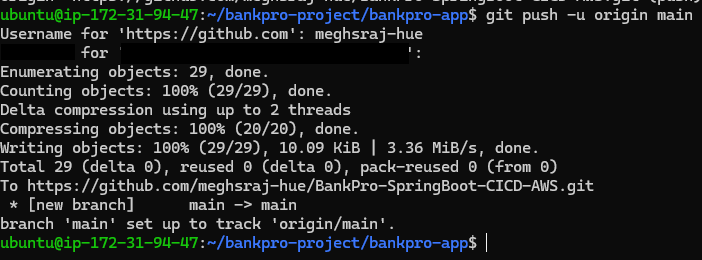 ubuntu@ip-172-31-94-47:~/bankpro-project/bankpro-app$ git push -u origin main
Username for 'https://github.com': meghsraj-hue
for ' ':
Enumerating objects: 29, done.
Counting objects: 100% (29/29), done.
Delta compression using up to 2 threads
Compressing objects: 100% (20/20), done.
Writing objects: 100% (29/29), 10.09 KiB | 3.36 MiB/s, done.
Total 29 (delta 0), reused 0 (delta 0), pack-reused 0 (from 0)
To https://github.com/meghsraj-hue/BankPro-SpringBoot-CICD-AWS.git
 * [new branch]      main -> main
branch 'main' set up to track 'origin/main'.
ubuntu@ip-172-31-94-47:~/bankpro-project/bankpro-app$